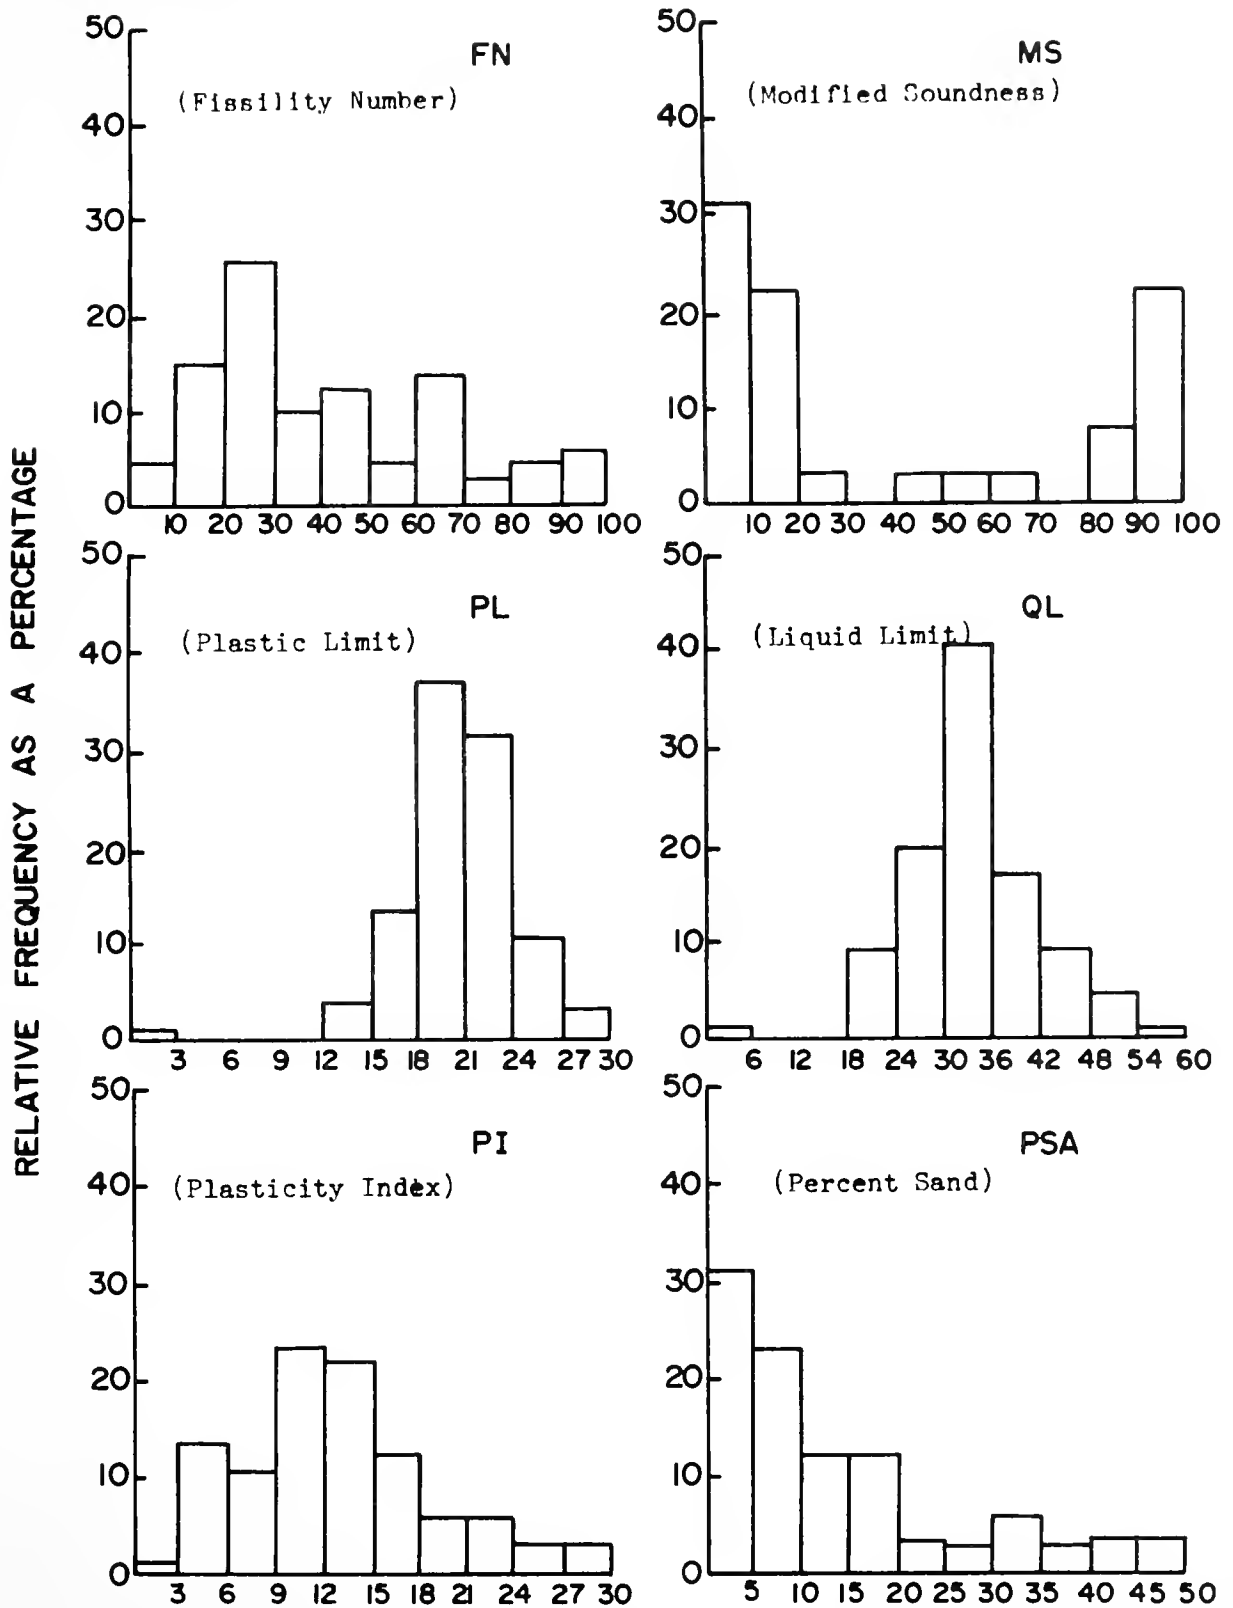 RELATIVE FREQUENCY AS A PERCENTAGE
FN
(Fissility Number)
50
40
30
20
10
0
10 20 30 40 50 60 70 80 90 100
MS
(Modified Soundness)
50
40
30
20
10
0
10 20 30 40 50 60 70 80 90 100
PL
(Plastic Limit)
50
40
30
20
10
0
3 6 9 12 15 18 21 24 27 30
QL
(Liquid Limit)
50
40
30
20
10
0
6 12 18 24 30 36 42 48 54 60
PI
(Plasticity Index)
50
40
30
20
10
0
3 6 9 12 15 18 21 24 27 30
PSA
(Percent Sand)
50
40
30
20
10
0
5 10 15 20 25 30 35 40 45 50